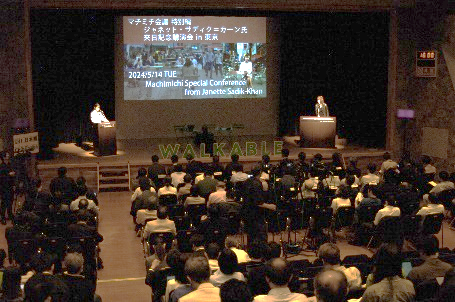 マチミチ会議 特別編
ジャネット・サディク=カーン氏
来日記念講演会 in 東京
2024/5/14 TUE
Machimichi Special Conference
from Janette Sadik-Khan
WALKABLE